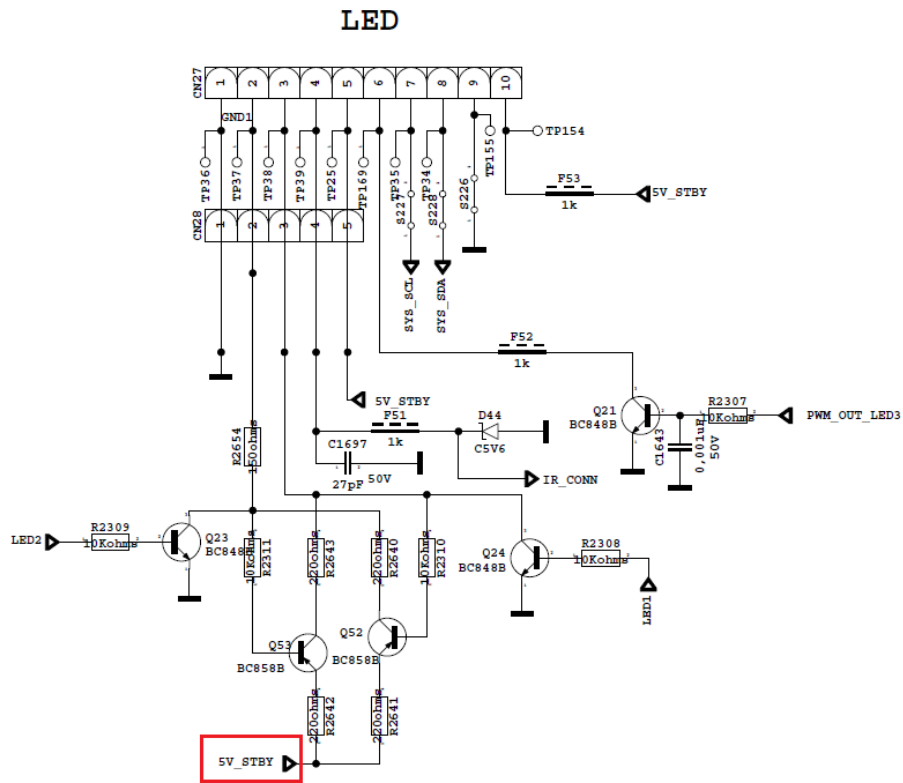 LED
CN27
1 2 3 4 5 6 7 8 9 10
GND1
TP36
TP37
TP38
TP39
TP25
TP169
TP35
TP34
TP155
TP154
S227
S228
S226
F53
1k
5V_STBY
CN28
1 2 3 4 5
SYS_SCL
SYS_SDA
F52
1k
5V_STBY
F51
1k
D44
C5V6
Q21
BC848B
R2307
10Kohms
PWM_OUT_LED3
C1643
0,001uF
50V
R2654
150ohms
C1697
27pF
50V
IR_CONN
LED2
R2309
10Kohms
Q23
BC848B
10Kohms
R2311
220ohms
R2643
220ohms
R2640
10Kohms
R2310
Q24
BC848B
R2308
10Kohms
LED1
Q53
BC858B
Q52
BC858B
220ohms
R2642
220ohms
R2641
5V_STBY